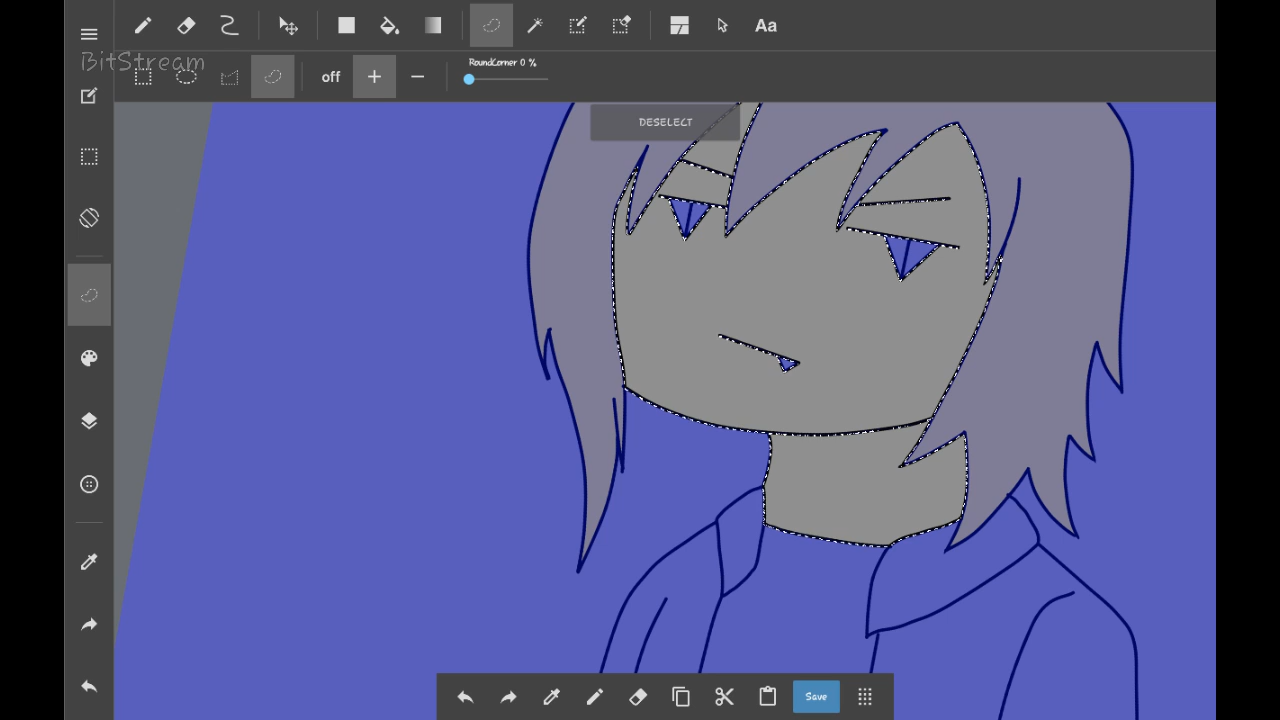 Aa
BitStream
off
RoundCorner 0 %
DESELECT
Save